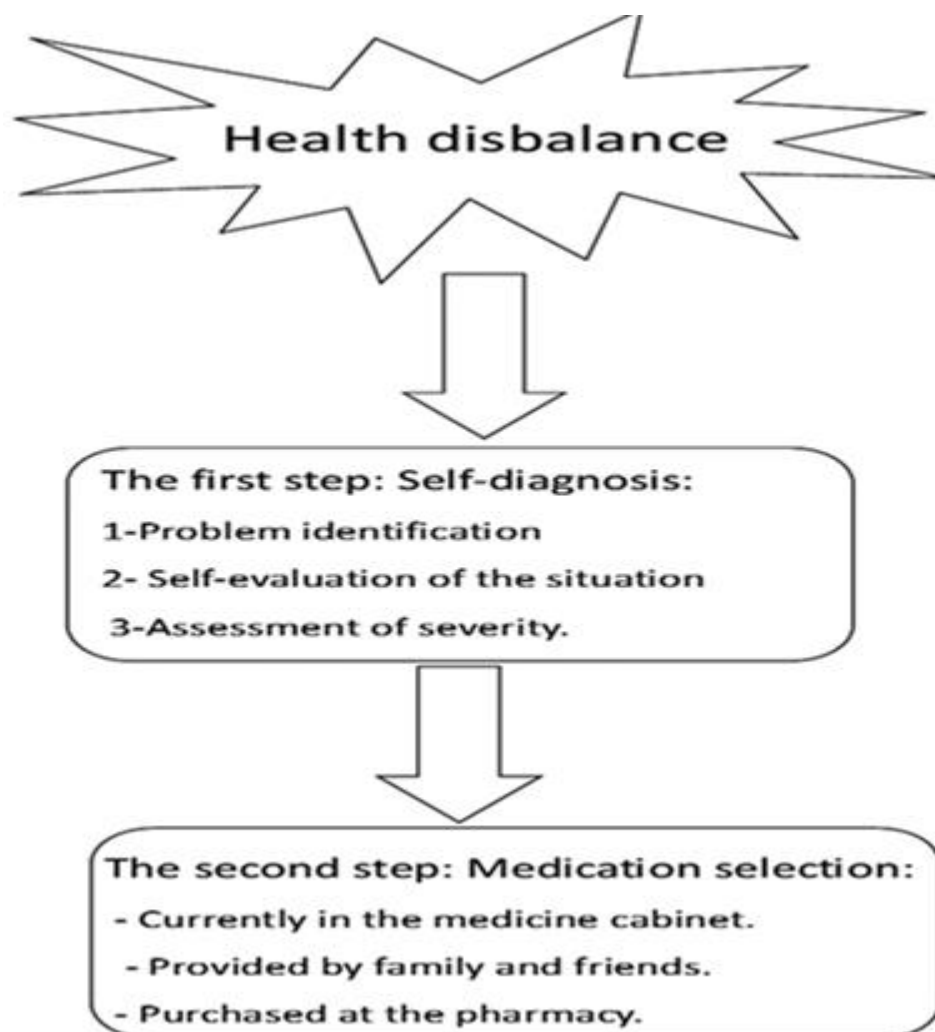 Health disbalance
The first step: Self-diagnosis:
1-Problem identification
2- Self-evaluation of the situation
3-Assessment of severity.
The second step: Medication selection:
- Currently in the medicine cabinet.
- Provided by family and friends.
- Purchased at the pharmacy.